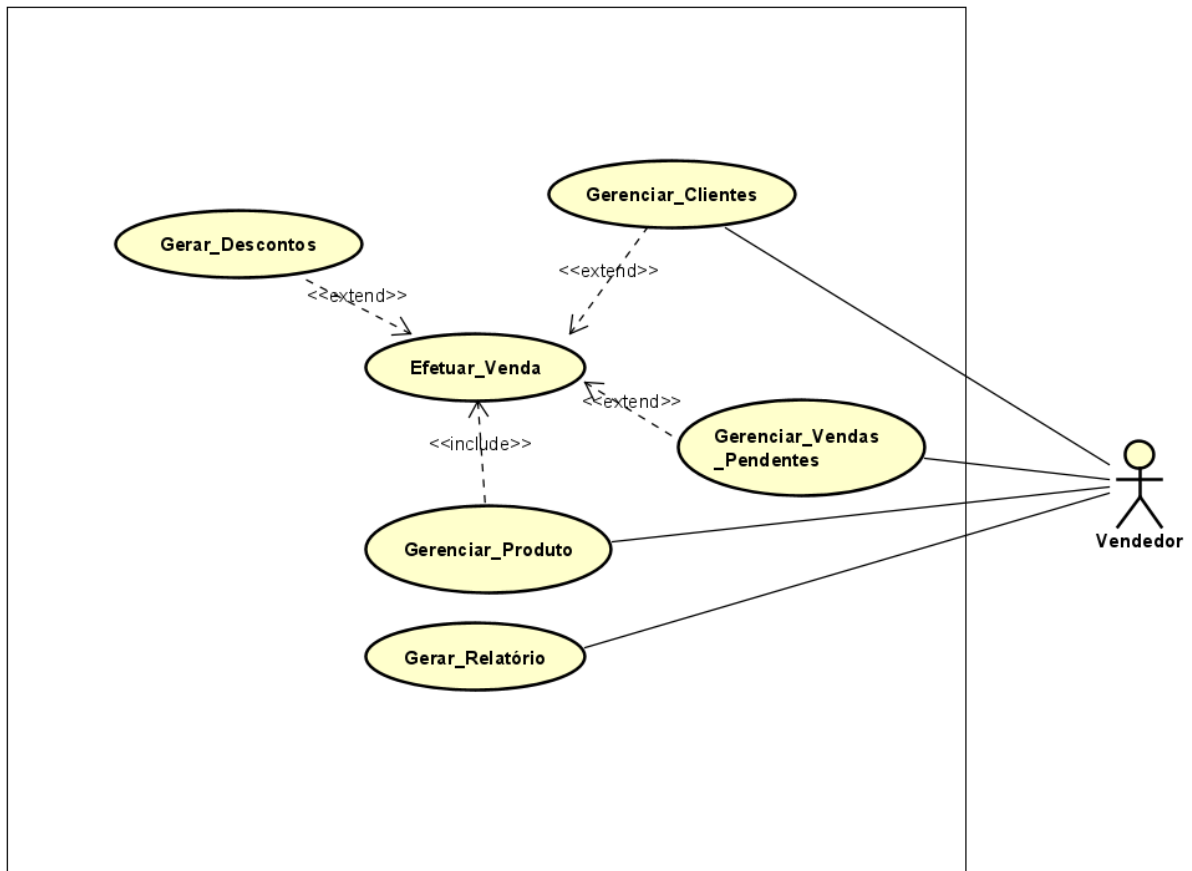 Gerenciar_Clientes
Gerar_Descontos
<<extend>>
<<extend>>
Efetuar_Venda
<<extend>>
Gerenciar_Vendas
_Pendentes
<<include>>
Vendedor
Gerenciar_Produto
Gerar_Relatório